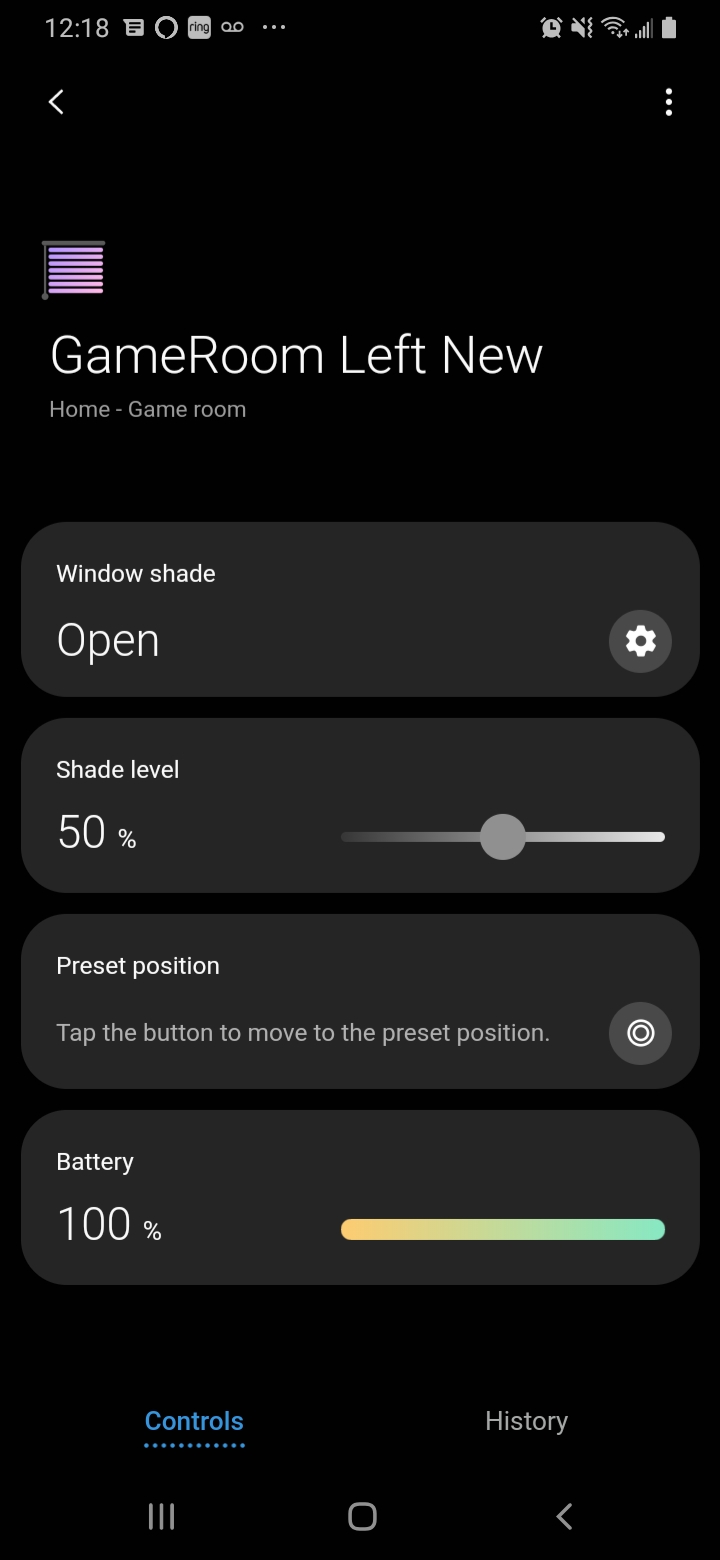 12:18 ring
GameRoom Left New
Home - Game room
Window shade
Open
Shade level
50 %
Preset position
Tap the button to move to the preset position.
Battery
100 %
Controls History